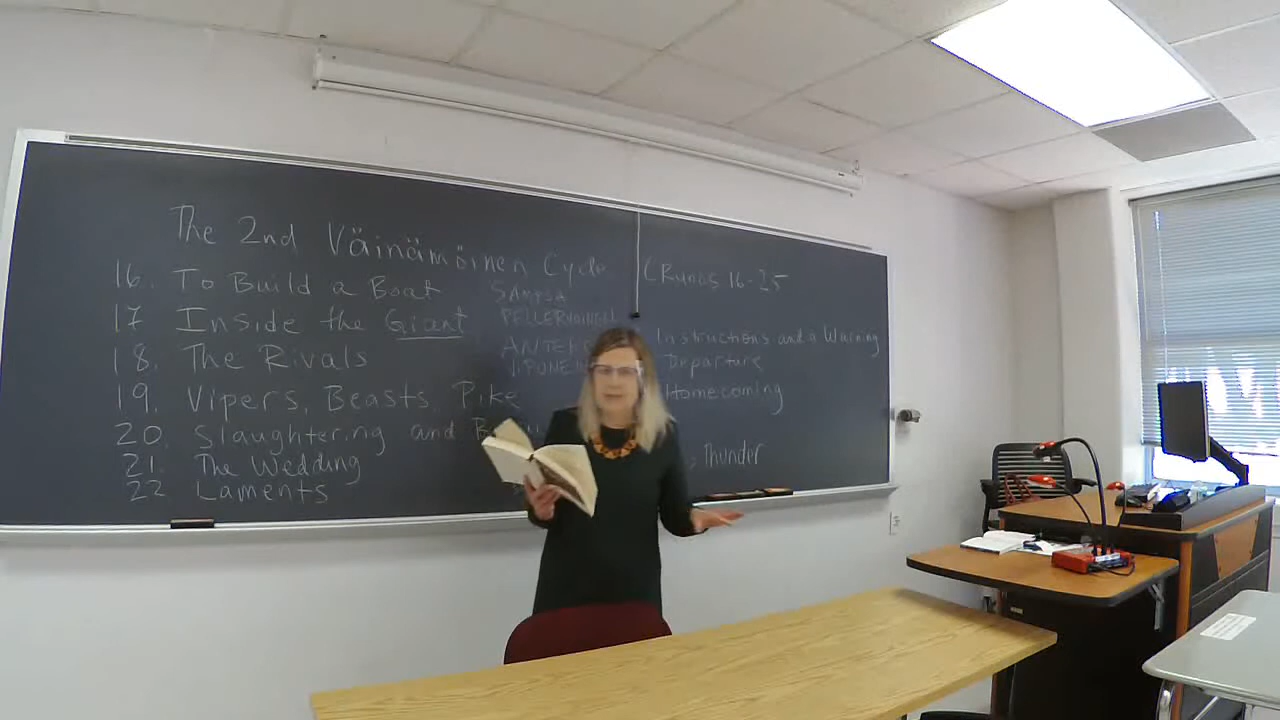 The 2nd Väinämöinen Cycle (Runos 16-25
16. To Build a Boat
SAMPSA
PELLERVOINEN
17 Inside the Giant
ANTERO
Instructions and a Warning
18. The Rivals
Departure
19. Vipers, Beasts, Pike
Homecoming
20. Slaughtering and
21. The Wedding
Thunder
22 Laments